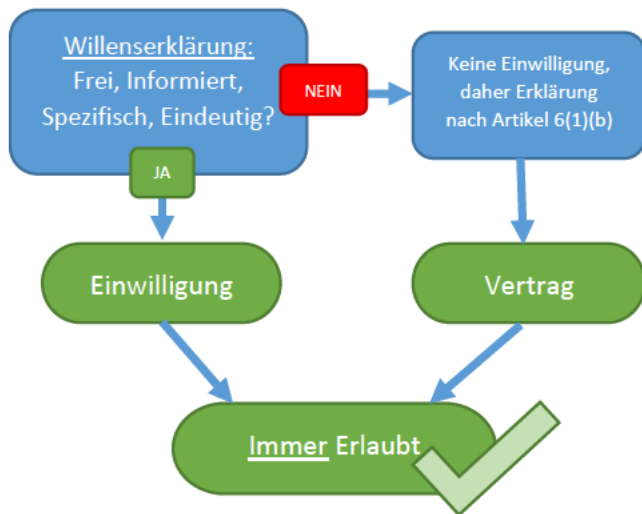 Willenserklärung:
Frei, Informiert,
Spezifisch, Eindeutig?
NEIN
Keine Einwilligung,
daher Erklärung
nach Artikel 6(1)(b)
JA
Einwilligung
Vertrag
Immer Erlaubt